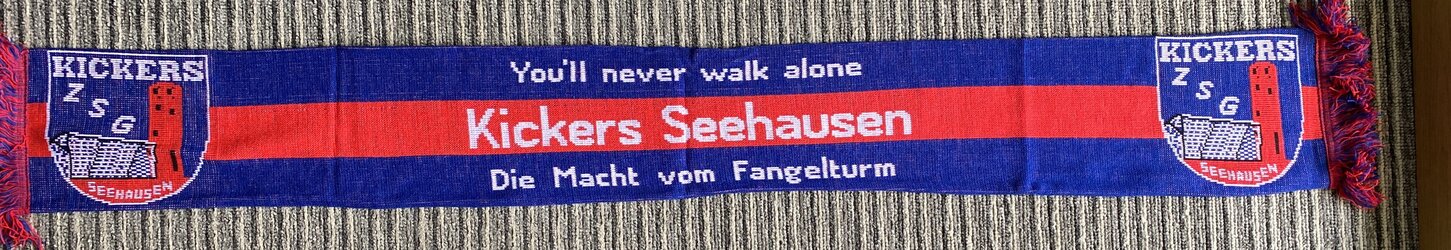 KICKERS
Z
S
G
SEEHAUSEN
You'll never walk alone
Kickers Seehausen
Die Macht vom Fangelturm
KICKERS
Z
S
G
SEEHAUSEN